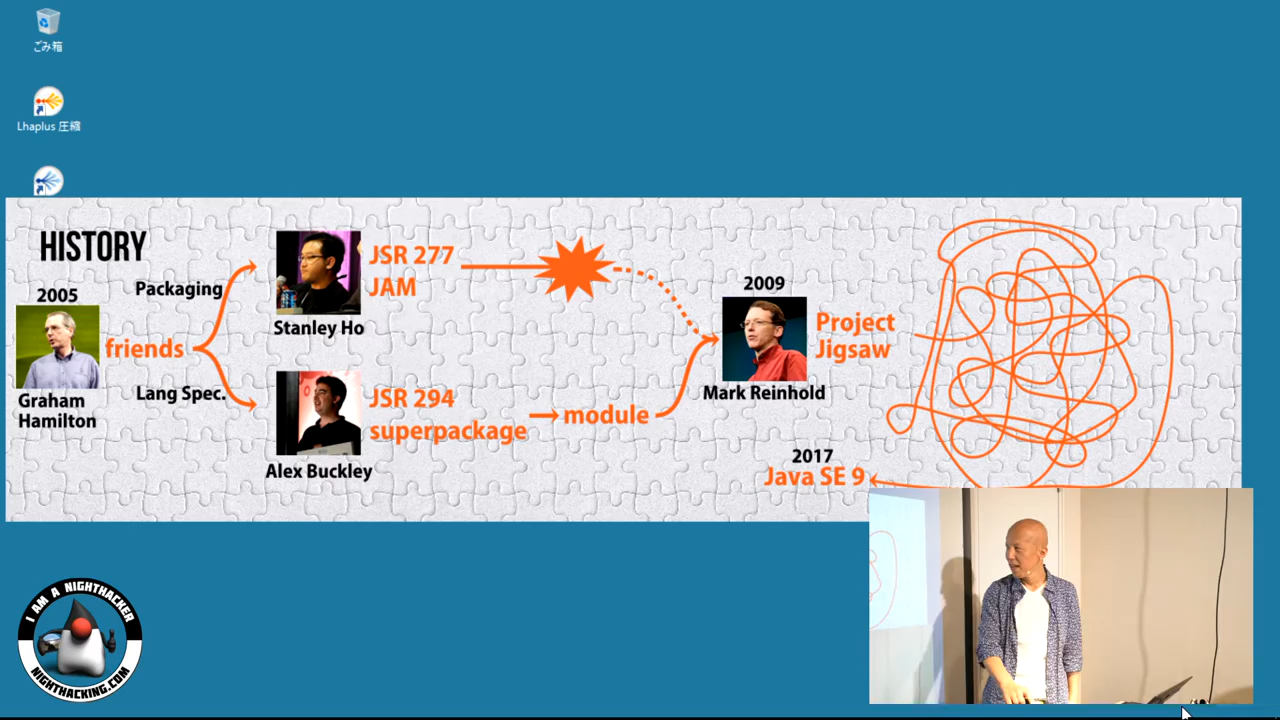 ごみ箱
Lhaplus 圧縮
HISTORY
2005
Graham
Hamilton
friends
Packaging
Lang Spec.
Stanley Ho
JSR 277
JAM
Alex Buckley
JSR 294
superpackage
module
2009
Mark Reinhold
Project
Jigsaw
2017
Java SE 9
I AM A NIGHTHACKER
NIGHTHACKING.COM